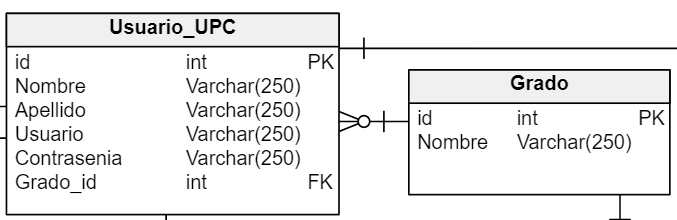 Usuario_UPC
id int PK
Nombre Varchar(250)
Apellido Varchar(250)
Usuario Varchar(250)
Contrasenia Varchar(250)
Grado_id int FK
Grado
id int PK
Nombre Varchar(250)